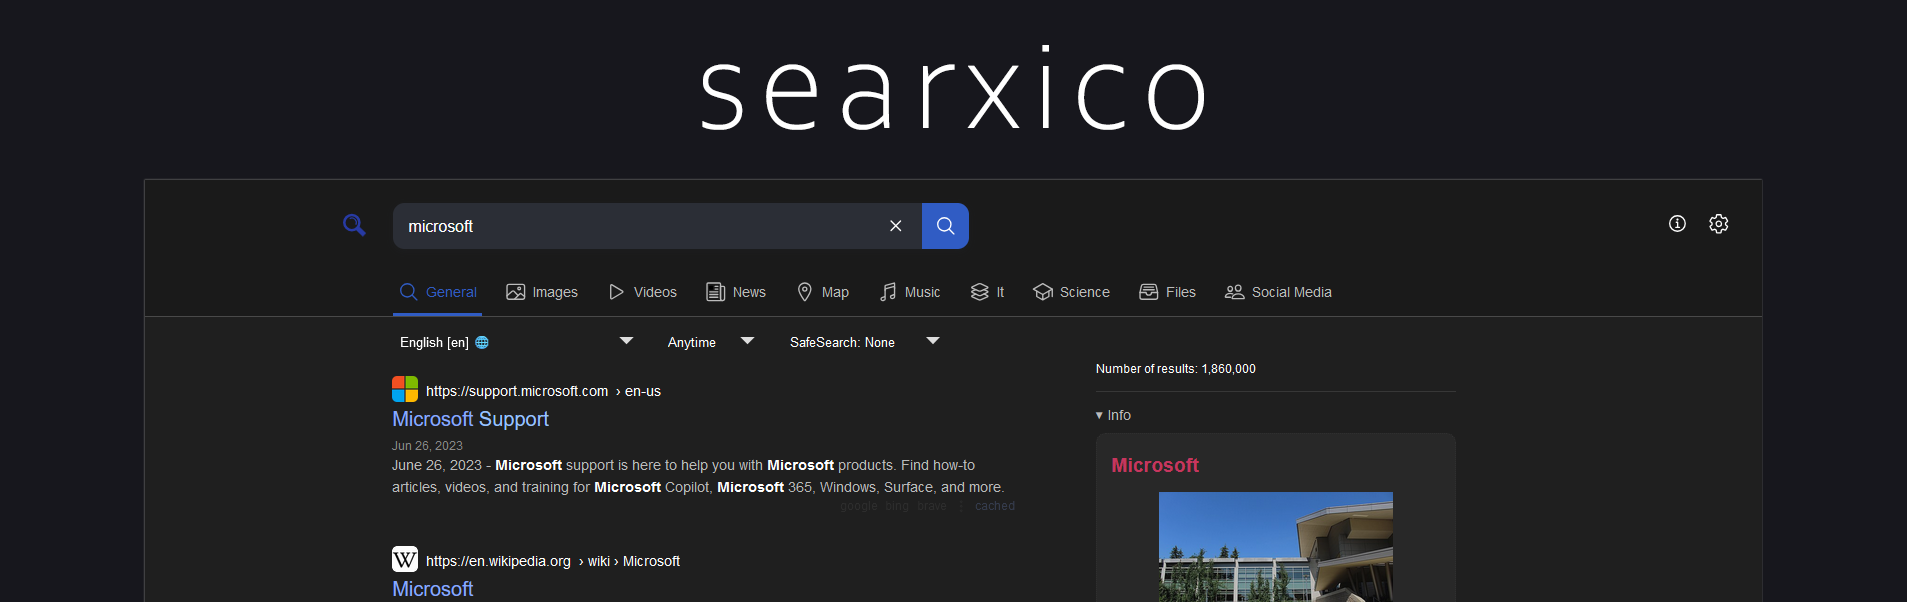 searxico
microsoft
General Images Videos News Map Music It Science Files Social Media
English [en] Anytime SafeSearch: None
Number of results: 1,860,000
https://support.microsoft.com › en-us
Microsoft Support
Jun 26, 2023
June 26, 2023 - Microsoft support is here to help you with Microsoft products. Find how-to
articles, videos, and training for Microsoft Copilot, Microsoft 365, Windows, Surface, and more.
google bing brave ⋮ cached
▾ Info
Microsoft
W https://en.wikipedia.org › wiki › Microsoft
Microsoft